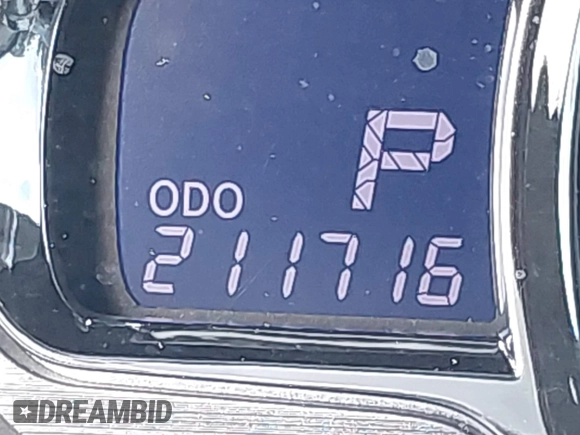 P
ODO
211716
DREAMBID